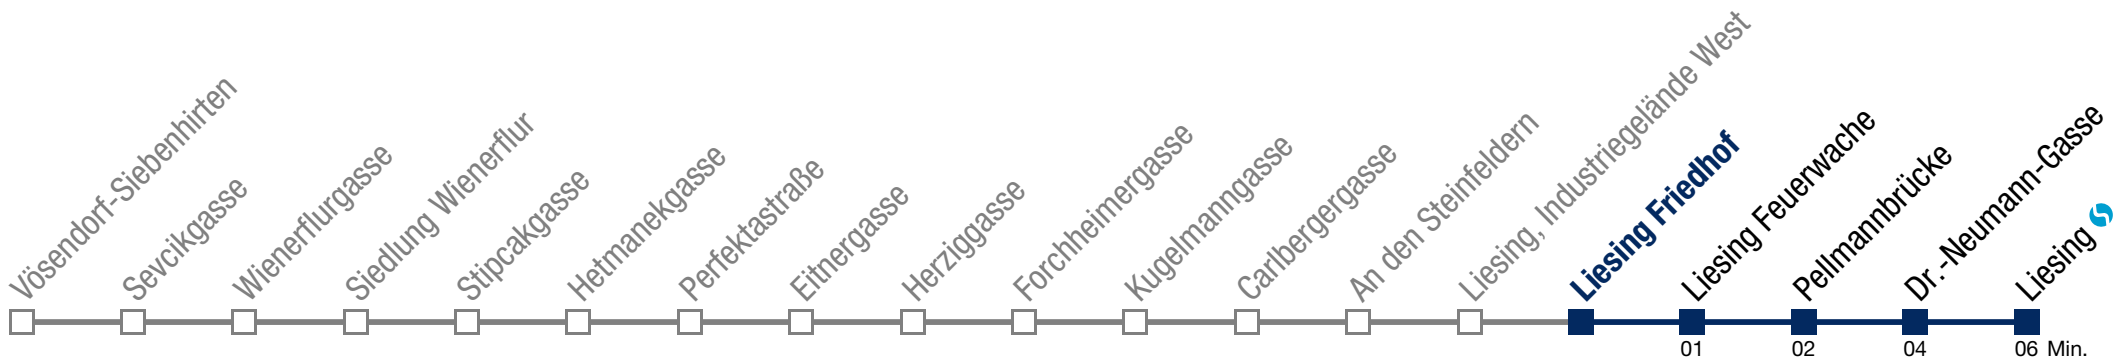 Vösendorf-Siebenhirten
Sevcikgasse
Wienerflurgasse
Siedlung Wienerflur
Stipcakgasse
Hetmanekgasse
Perfektastraße
Eitnergasse
Herziggasse
Forchheimergasse
Kugelmanngasse
Carlbergergasse
An den Steinfeldern
Liesing, Industriegelände West
Liesing Friedhof
Liesing Feuerwache
Pellmannbrücke
Dr.-Neumann-Gasse
Liesing
01 02 04 06 Min.